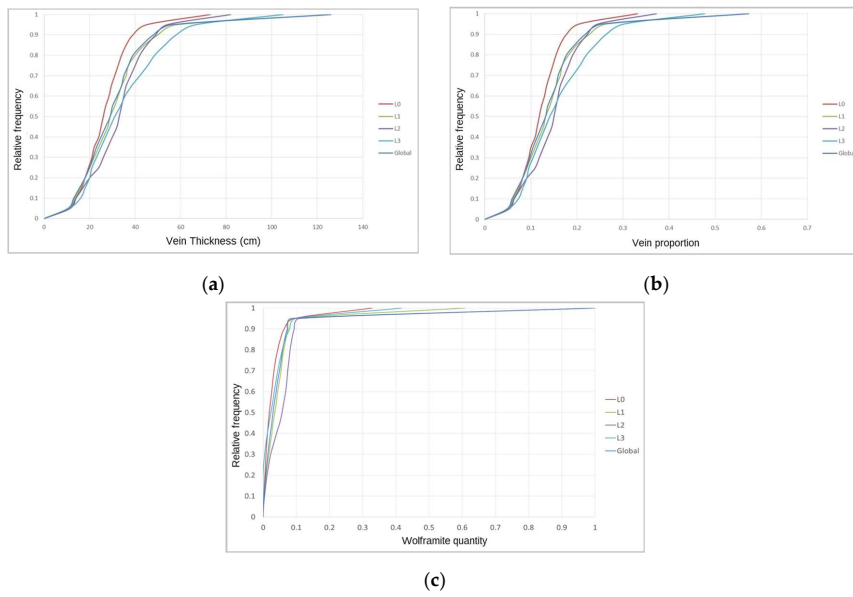 1
0.9
0.8
0.7
0.6
0.5
0.4
0.3
0.2
0.1
0
Relative frequency
0 20 40 60 80 100 120 140
Vein Thickness (cm)
L0
L1
L2
L3
Global
(a)
1
0.9
0.8
0.7
0.6
0.5
0.4
0.3
0.2
0.1
0
Relative frequency
0 0.1 0.2 0.3 0.4 0.5 0.6 0.7
Vein proportion
L0
L1
L2
L3
Global
(b)
1
0.9
0.8
0.7
0.6
0.5
0.4
0.3
0.2
0.1
0
Relative frequency
0 0.1 0.2 0.3 0.4 0.5 0.6 0.7 0.8 0.9 1
Wolframite quantity
L0
L1
L2
L3
Global
(c)